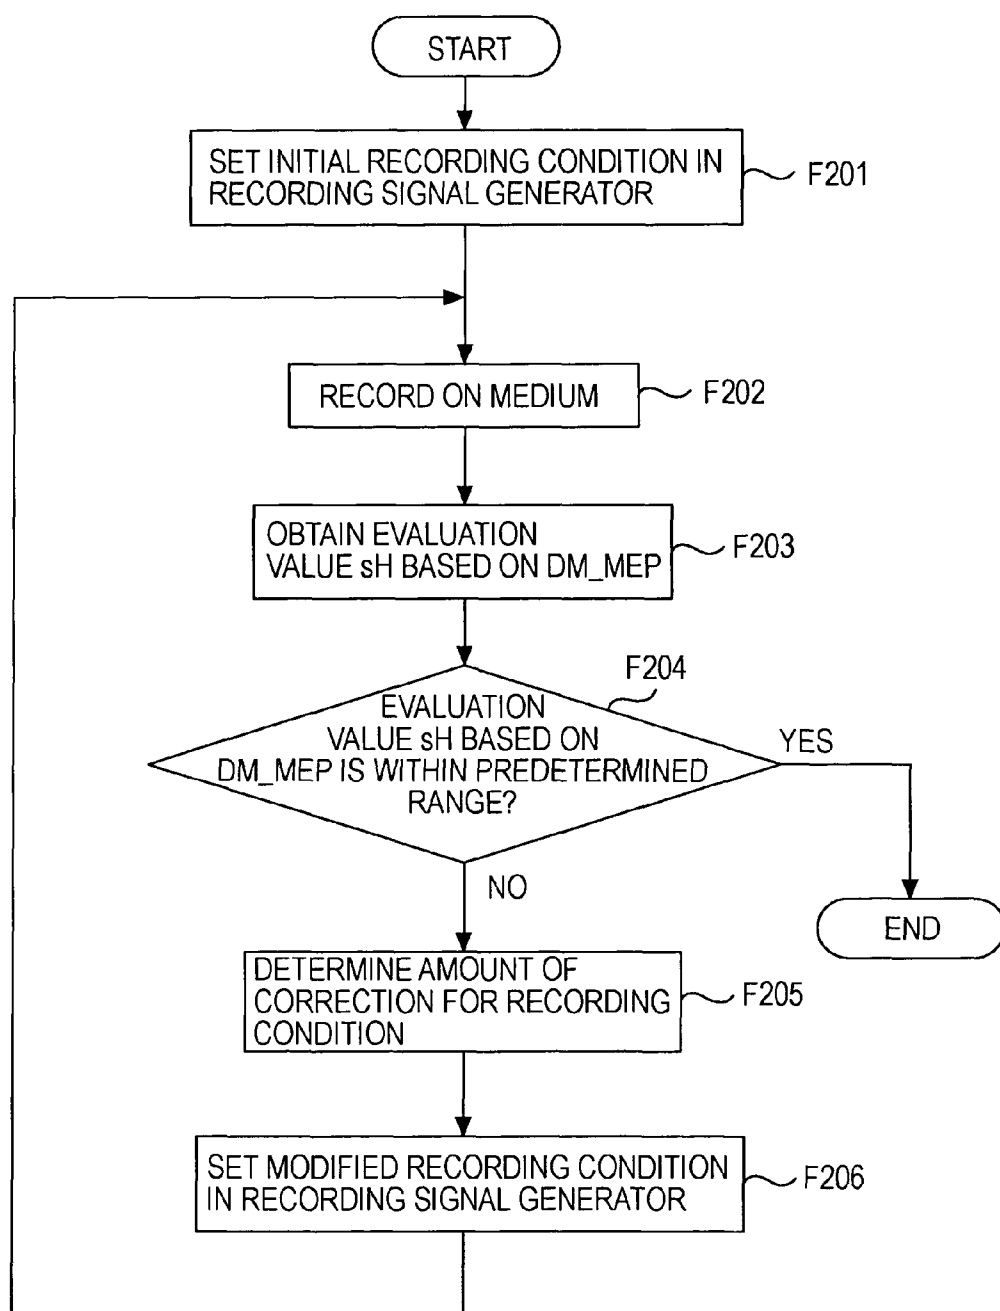 START
SET INITIAL RECORDING CONDITION IN
RECORDING SIGNAL GENERATOR
F201
RECORD ON MEDIUM
F202
OBTAIN EVALUATION
VALUE sH BASED ON DM_MEP
F203
F204
EVALUATION
VALUE sH BASED ON
DM_MEP IS WITHIN PREDETERMINED
RANGE?
YES
NO
END
DETERMINE AMOUNT OF
CORRECTION FOR RECORDING
CONDITION
F205
SET MODIFIED RECORDING CONDITION
IN RECORDING SIGNAL GENERATOR
F206